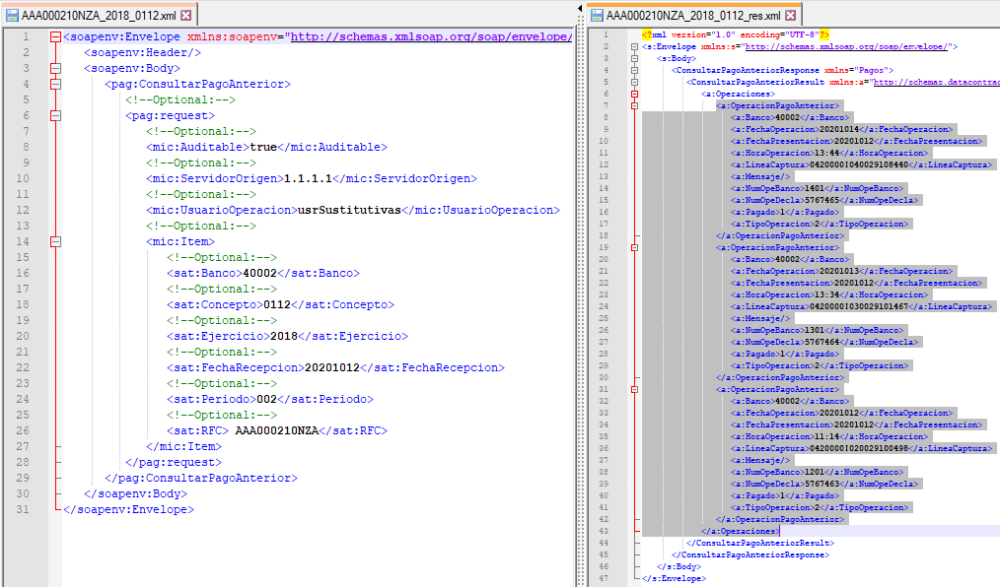 AAA000210NZA_2018_0112.xml
1 <soapenv:Envelope xmlns:soapenv="http://schemas.xmlsoap.org/soap/envelope/
2 <soapenv:Header/>
3 <soapenv:Body>
4 <pag:ConsultarPagoAnterior>
5 <!--Optional:-->
6 <pag:request>
7 <!--Optional:-->
8 <mic:Auditable>true</mic:Auditable>
9 <!--Optional:-->
10 <mic:ServidorOrigen>1.1.1.1</mic:ServidorOrigen>
11 <!--Optional:-->
12 <mic:UsuarioOperacion>usrSustitutivas</mic:UsuarioOperacion>
13 <!--Optional:-->
14 <mic:Item>
15 <!--Optional:-->
16 <sat:Banco>40002</sat:Banco>
17 <!--Optional:-->
18 <sat:Concepto>0112</sat:Concepto>
19 <!--Optional:-->
20 <sat:Ejercicio>2018</sat:Ejercicio>
21 <!--Optional:-->
22 <sat:FechaRecepcion>20201012</sat:FechaRecepcion>
23 <!--Optional:-->
24 <sat:Periodo>002</sat:Periodo>
25 <!--Optional:-->
26 <sat:RFC> AAA000210NZA</sat:RFC>
27 </mic:Item>
28 </pag:request>
29 </pag:ConsultarPagoAnterior>
30 </soapenv:Body>
31 </soapenv:Envelope>
AAA000210NZA_2018_0112_res.xml
1 <?xml version="1.0" encoding="UTF-8"?>
2 <s:Envelope xmlns:s="http://schemas.xmlsoap.org/soap/envelope/">
3 <s:Body>
4 <ConsultarPagoAnteriorResponse xmlns="Pagos">
5 <ConsultarPagoAnteriorResult xmlns:a="http://schemas.datacontrac
6 <a:Operaciones>
7 <a:OperacionPagoAnterior>
8 <a:Banco>40002</a:Banco>
9 <a:FechaOperacion>20201014</a:FechaOperacion>
10 <a:FechaPresentacion>20201012</a:FechaPresentacion>
11 <a:HoraOperacion>13:44</a:HoraOperacion>
12 <a:LineaCaptura>0420000I040029108440</a:LineaCaptura>
13 <a:Mensaje/>
14 <a:NumOpeBanco>1401</a:NumOpeBanco>
15 <a:NumOpeDecla>5767465</a:NumOpeDecla>
16 <a:Pagado>1</a:Pagado>
17 <a:TipoOperacion>2</a:TipoOperacion>
18 </a:OperacionPagoAnterior>
19 <a:OperacionPagoAnterior>
20 <a:Banco>40002</a:Banco>
21 <a:FechaOperacion>20201013</a:FechaOperacion>
22 <a:FechaPresentacion>20201012</a:FechaPresentacion>
23 <a:HoraOperacion>13:34</a:HoraOperacion>
24 <a:LineaCaptura>0420000I030029101467</a:LineaCaptura>
25 <a:Mensaje/>
26 <a:NumOpeBanco>1301</a:NumOpeBanco>
27 <a:NumOpeDecla>5767464</a:NumOpeDecla>
28 <a:Pagado>1</a:Pagado>
29 <a:TipoOperacion>2</a:TipoOperacion>
30 </a:OperacionPagoAnterior>
31 <a:OperacionPagoAnterior>
32 <a:Banco>40002</a:Banco>
33 <a:FechaOperacion>20201012</a:FechaOperacion>
34 <a:FechaPresentacion>20201012</a:FechaPresentacion>
35 <a:HoraOperacion>11:14</a:HoraOperacion>
36 <a:LineaCaptura>0420000I020029100498</a:LineaCaptura>
37 <a:Mensaje/>
38 <a:NumOpeBanco>1201</a:NumOpeBanco>
39 <a:NumOpeDecla>5767463</a:NumOpeDecla>
40 <a:Pagado>1</a:Pagado>
41 <a:TipoOperacion>2</a:TipoOperacion>
42 </a:OperacionPagoAnterior>
43 </a:Operaciones>
44 </ConsultarPagoAnteriorResult>
45 </ConsultarPagoAnteriorResponse>
46 </s:Body>
47 </s:Envelope>